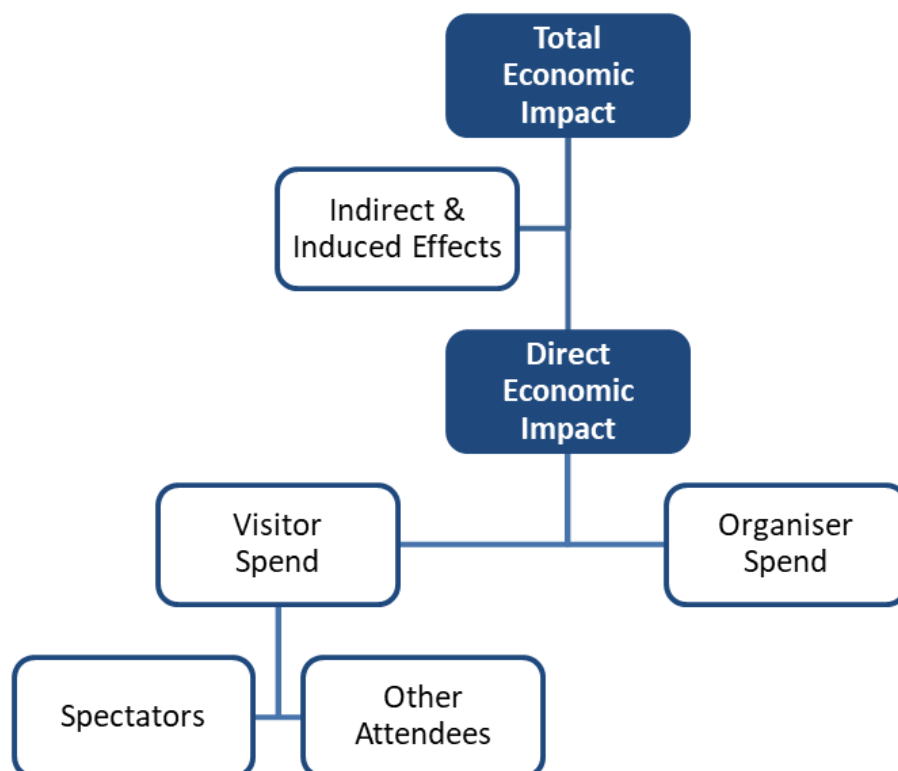 Total
Economic
Impact
Indirect &
Induced Effects
Direct
Economic
Impact
Visitor
Spend
Organiser
Spend
Spectators
Other
Attendees